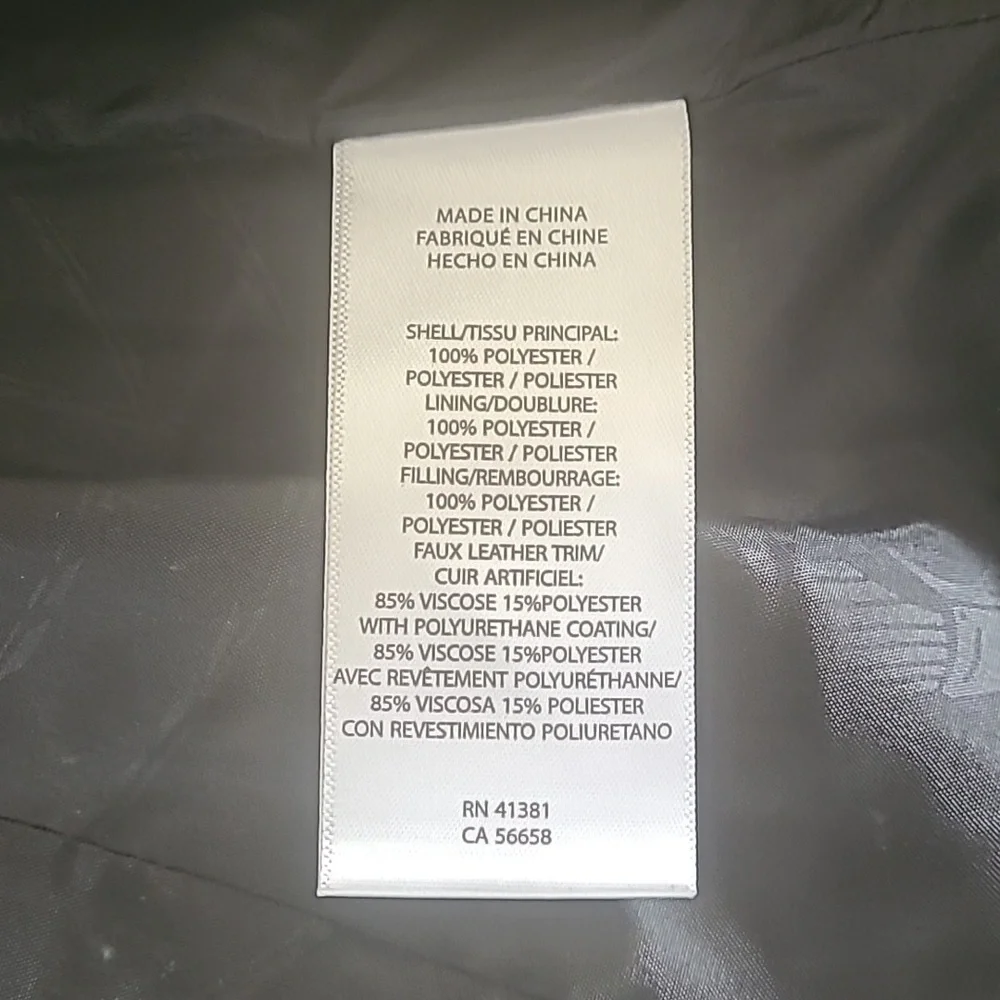 MADE IN CHINA
FABRIQUÉ EN CHINE
HECHO EN CHINA
SHELL/TISSU PRINCIPAL:
100% POLYESTER /
POLYESTER / POLIESTER
LINING/DOUBLURE:
100% POLYESTER /
POLYESTER / POLIESTER
FILLING/REMBOURRAGE:
100% POLYESTER /
POLYESTER / POLIESTER
FAUX LEATHER TRIM/
CUIR ARTIFICIEL:
85% VISCOSE 15%POLYESTER
WITH POLYURETHANE COATING/
85% VISCOSE 15%POLYESTER
AVEC REVÊTEMENT POLYURÉTHANNE/
85% VISCOSA 15% POLIESTER
CON REVESTIMIENTO POLIURETANO
RN 41381
CA 56658